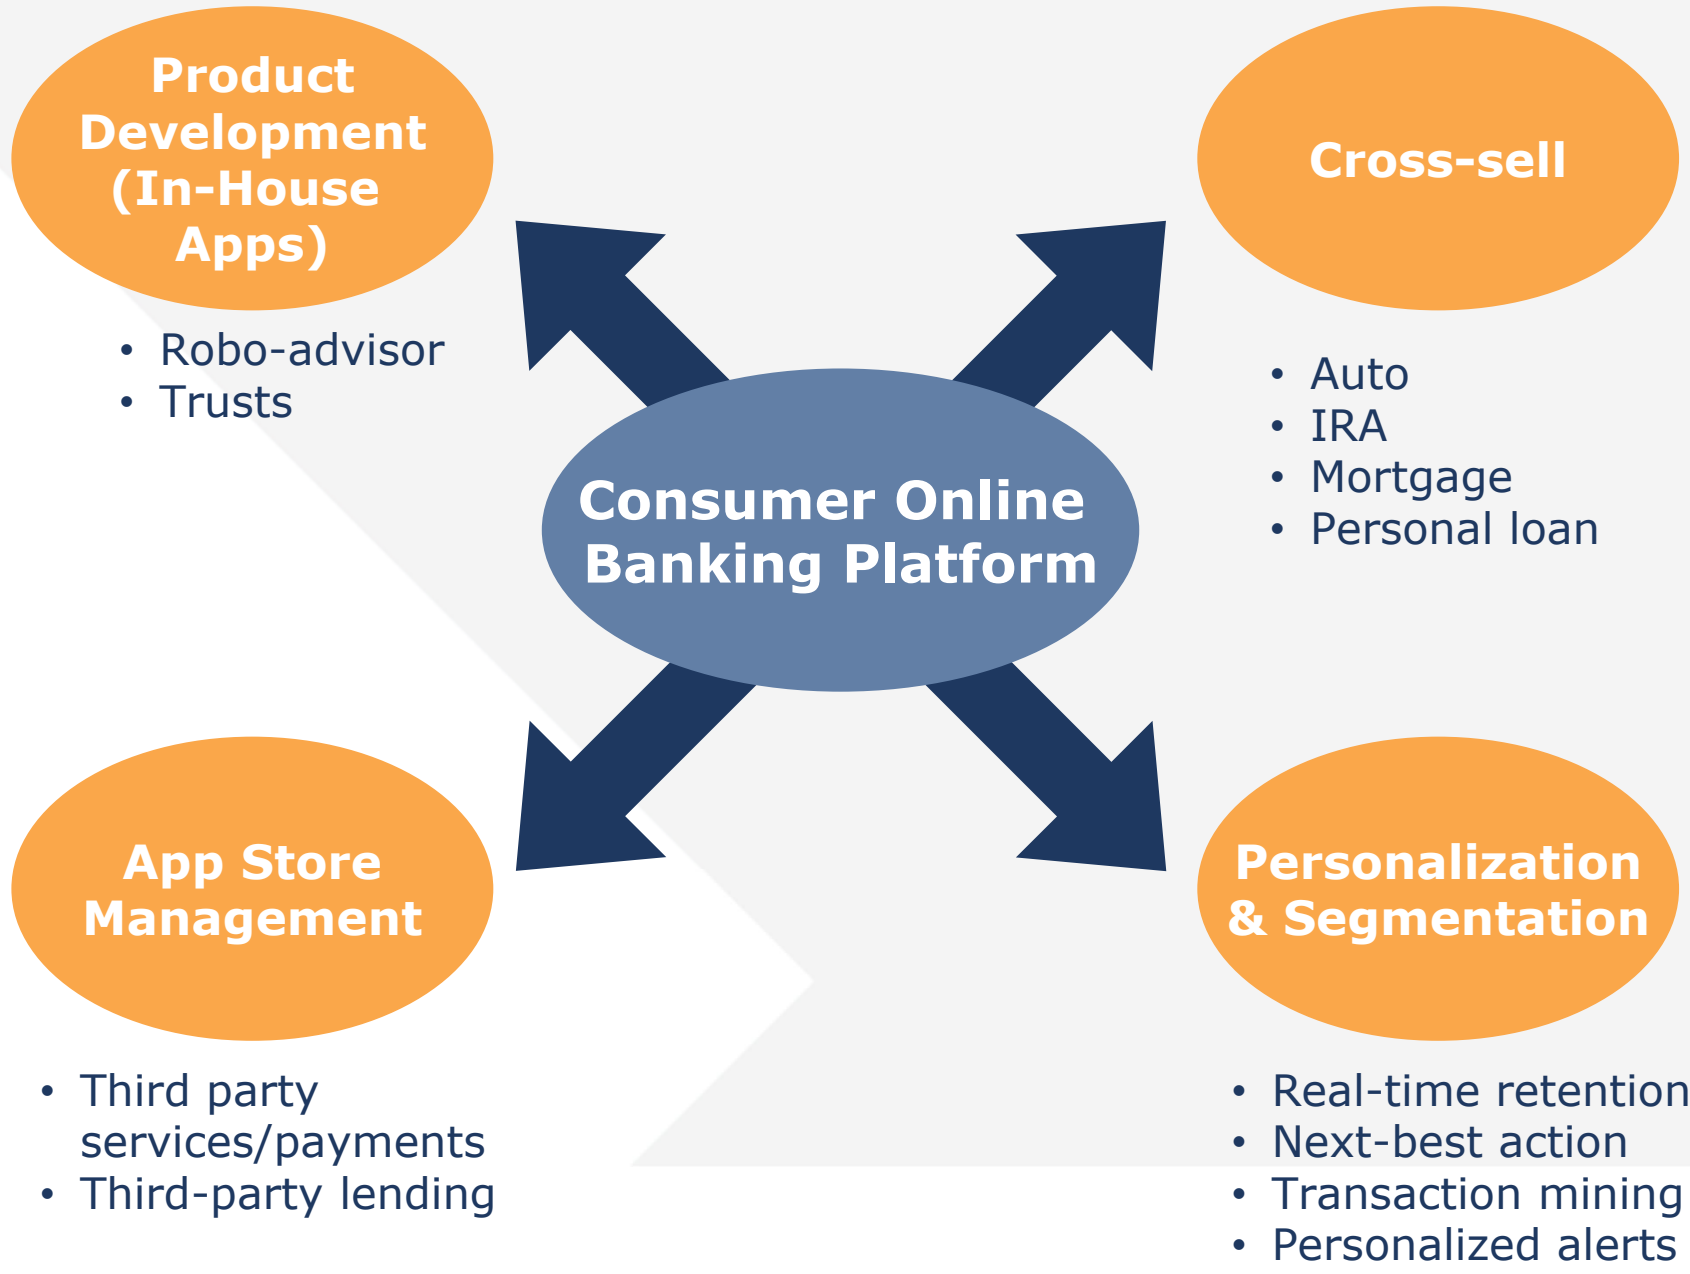 Product
Development
(In-House
Apps)
• Robo-advisor
• Trusts
Cross-sell
• Auto
• IRA
• Mortgage
• Personal loan
Consumer Online
Banking Platform
App Store
Management
• Third party
services/payments
• Third-party lending
Personalization
& Segmentation
• Real-time retention
• Next-best action
• Transaction mining
• Personalized alerts